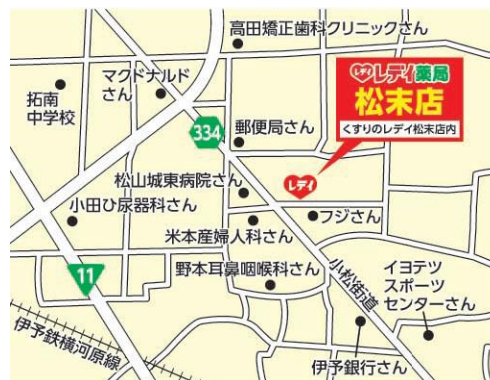 高田矯正歯科クリニックさん
レデイ薬局
松末店
くすりのレデイ松末店内
マクドナルド
さん
拓南
中学校
334
郵便局さん
松山城東病院さん
レデイ
小田ひ尿器科さん
フジさん
米本産婦人科さん
11
野本耳鼻咽喉科さん
小松街道
イヨテツ
スポーツ
センターさん
伊予鉄横河原線
伊予銀行さん